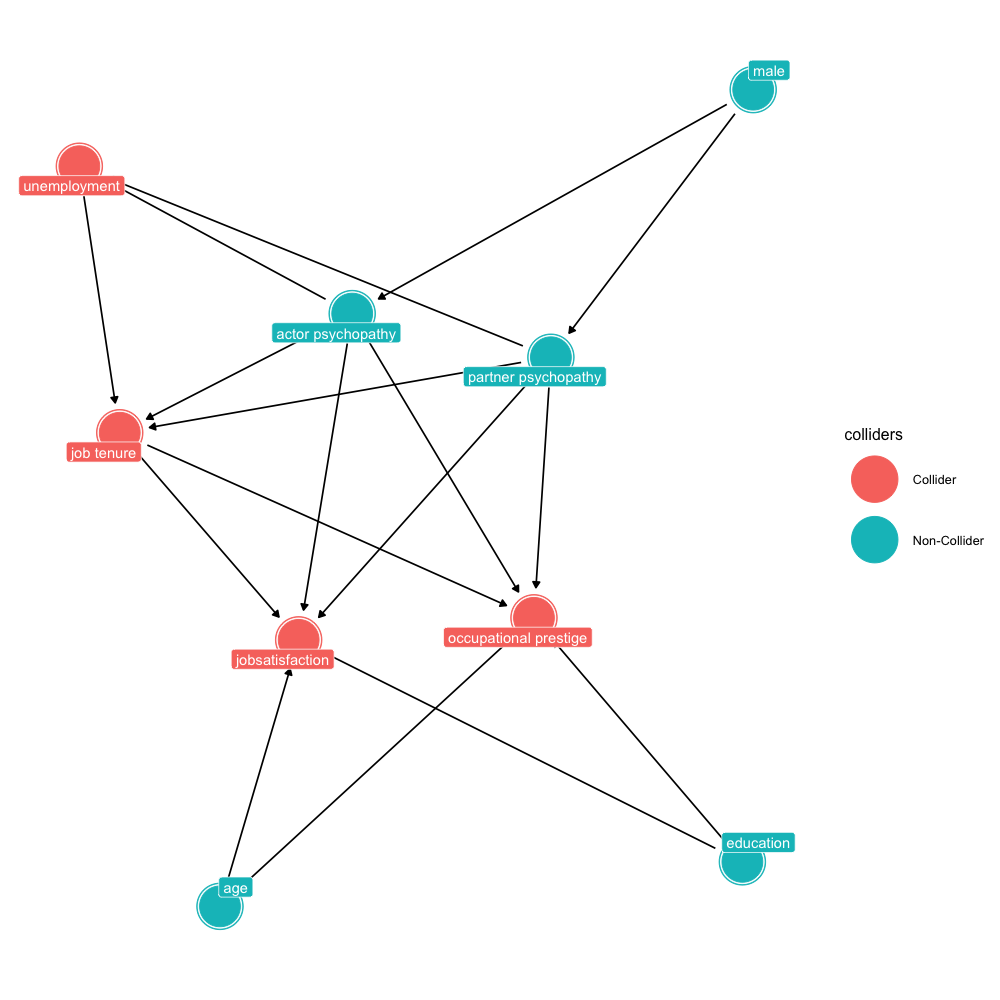 male
unemployment
actor psychopathy
partner psychopathy
job tenure
occupational prestige
jobsatisfaction
education
age
colliders
Collider
Non-Collider